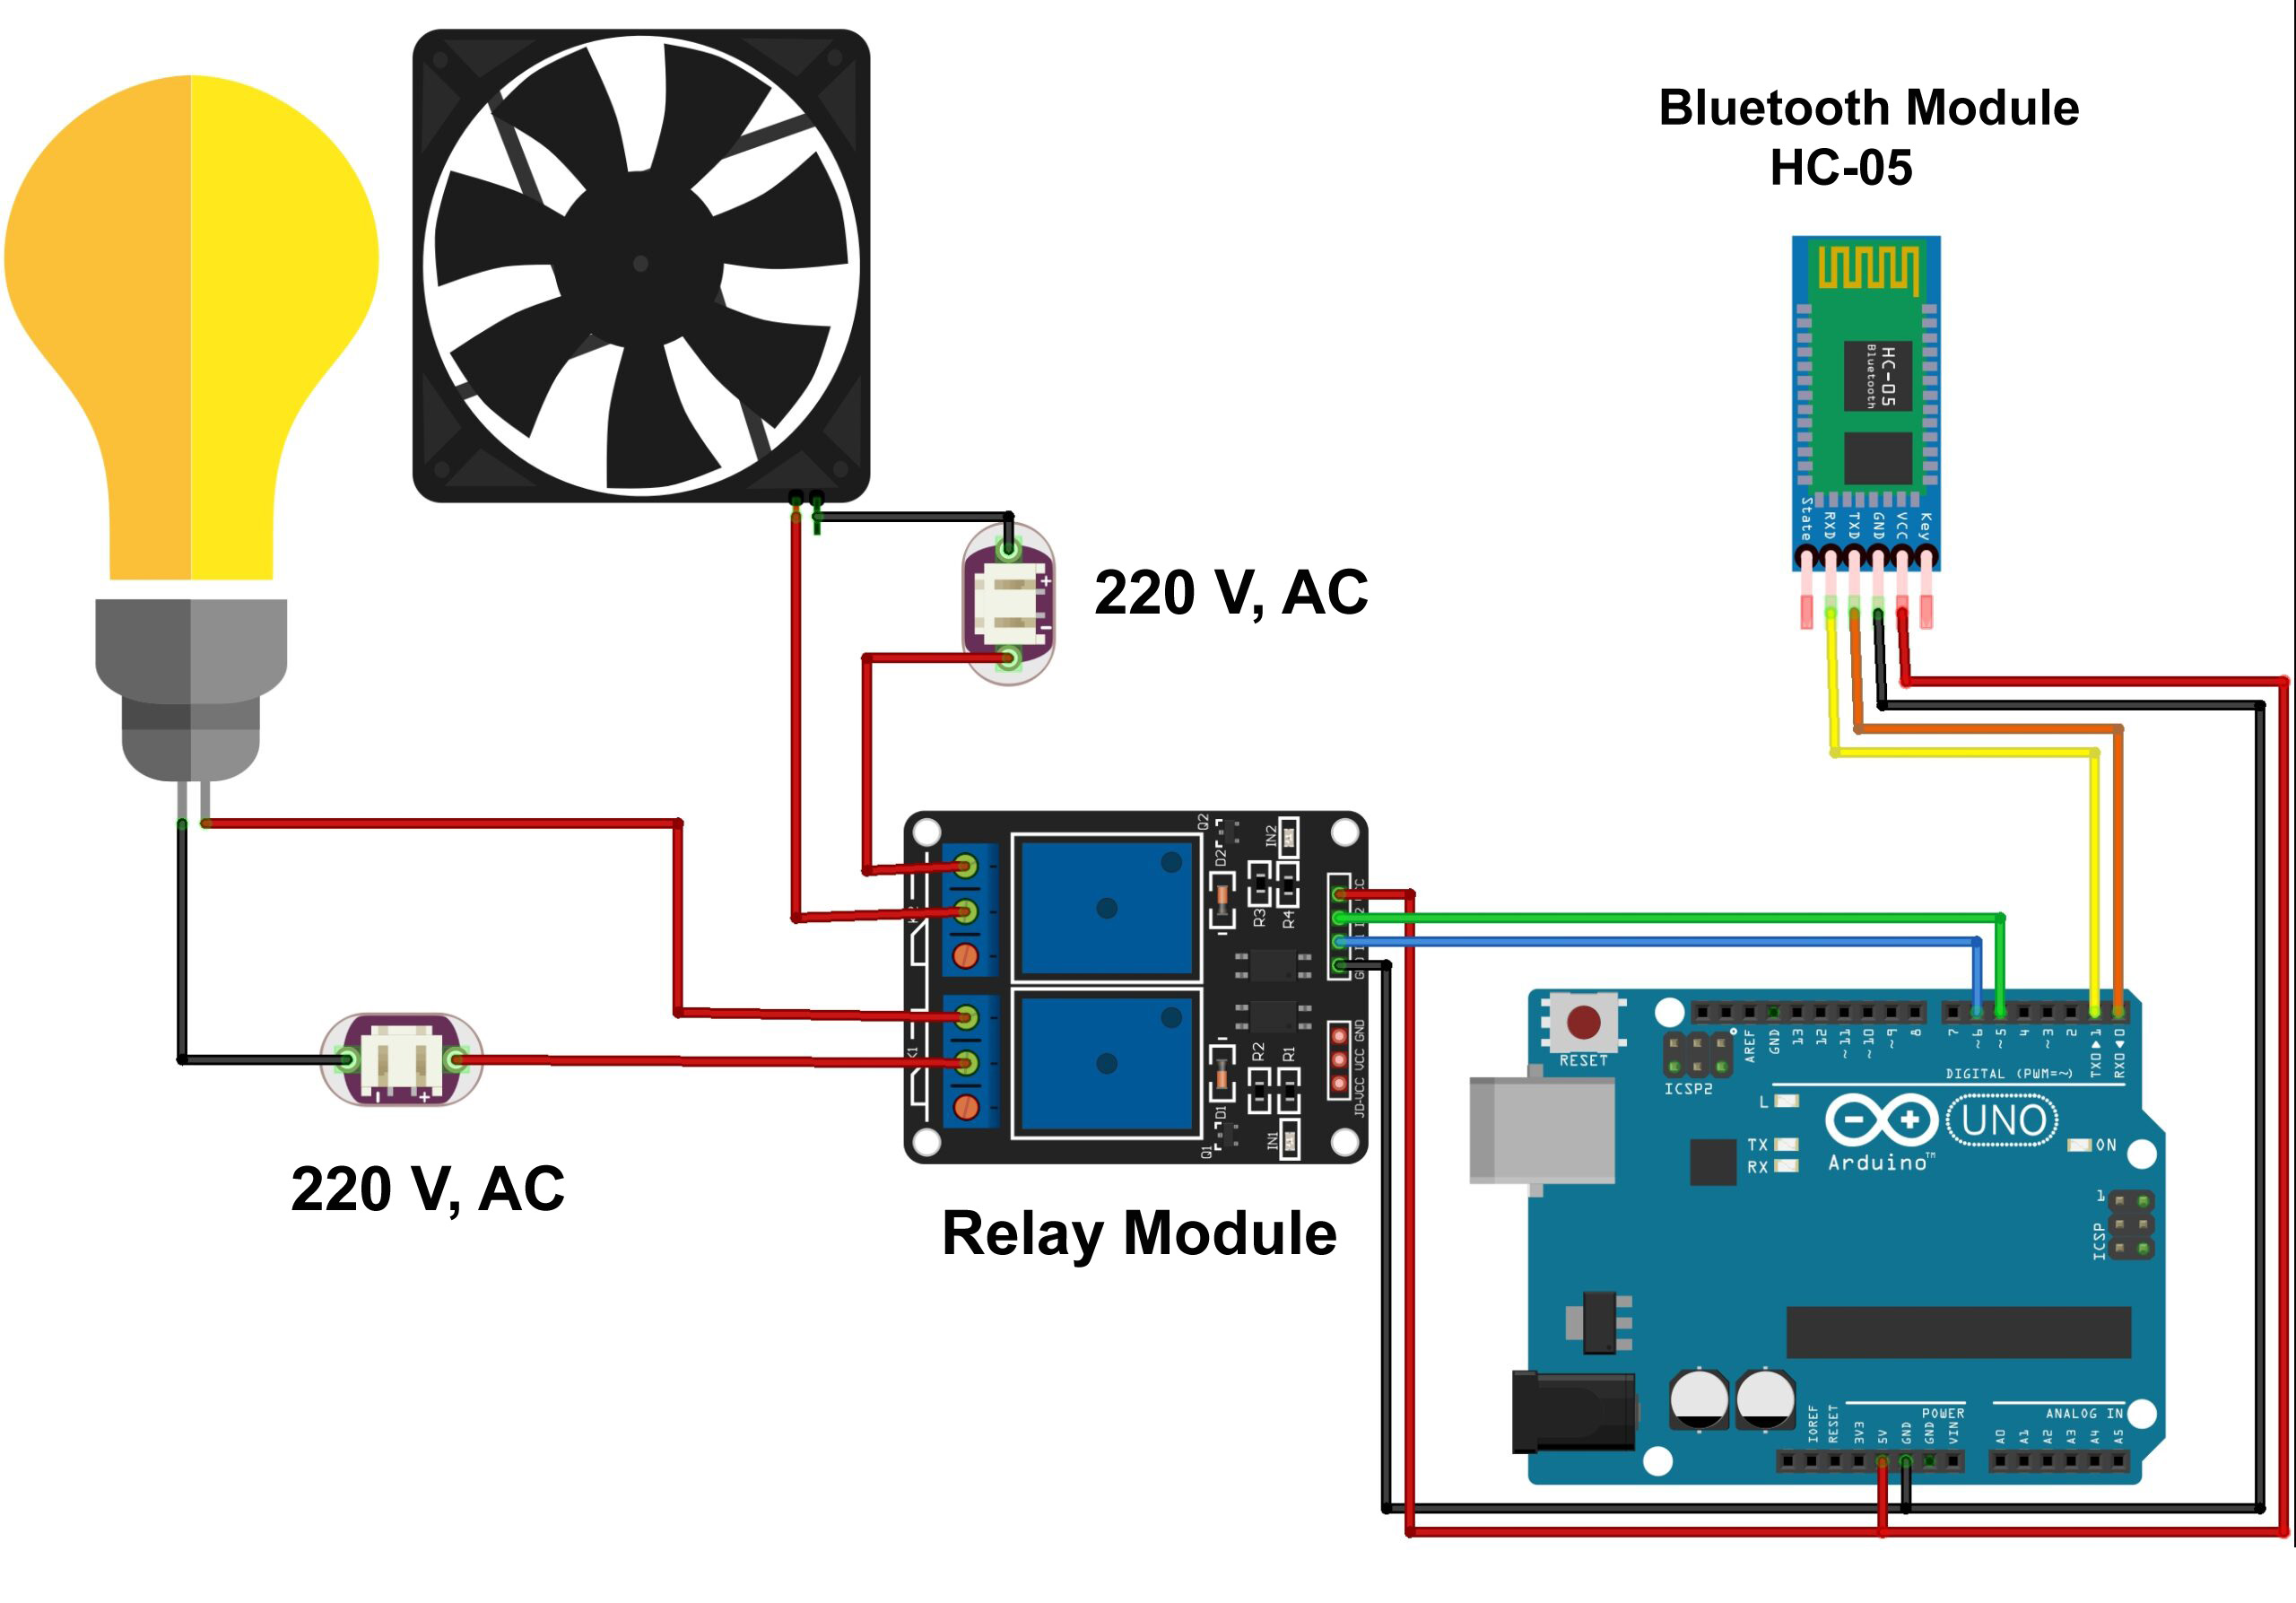 Bluetooth Module
HC-05
HC-05
Bluetooth
State
RXD
TXD
GND
VCC
Key
220 V, AC
+
−
220 V, AC
−
+
Relay Module
Q2
D2
IN2
R3
R4
K1
R2
R1
D1
Q1
IN1
GND
VCC
JD-VCC
RESET
ICSP2
AREF
GND
13
12
~11
~10
~9
8
7
~6
~5
4
~3
2
TX0 ▶ 1
RX0 ◀ 0
DIGITAL (PWM=~)
L
TX
RX
UNO
Arduino™
ON
1
ICSP
IOREF
RESET
3V3
5V
GND
GND
VIN
POWER
ANALOG IN
A0
A1
A2
A3
A4
A5